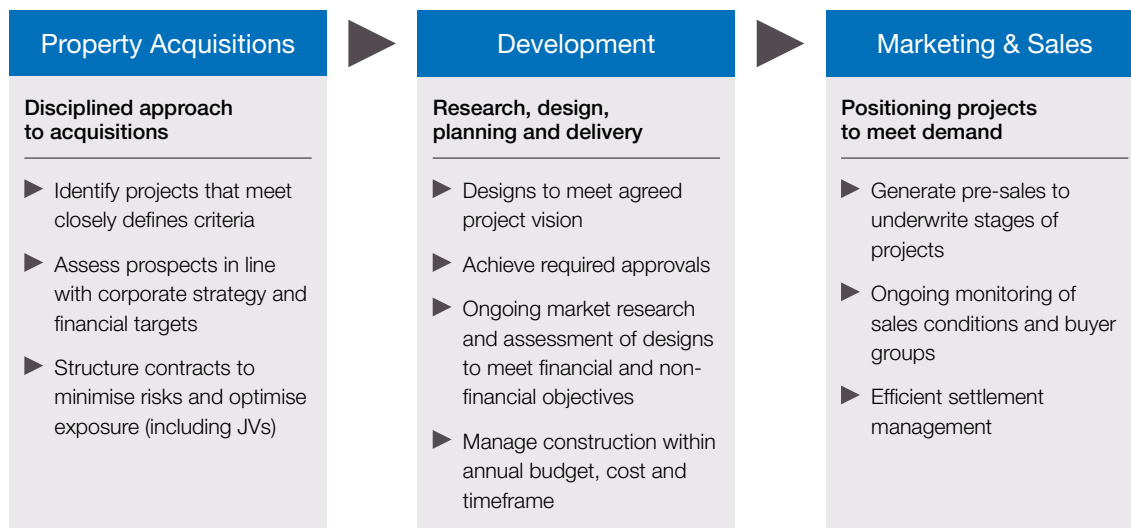 Property Acquisitions
Disciplined approach
to acquisitions
Identify projects that meet
closely defines criteria
Assess prospects in line
with corporate strategy and
financial targets
Structure contracts to
minimise risks and optimise
exposure (including JVs)
Development
Research, design,
planning and delivery
Designs to meet agreed
project vision
Achieve required approvals
Ongoing market research
and assessment of designs
to meet financial and non-
financial objectives
Manage construction within
annual budget, cost and
timeframe
Marketing & Sales
Positioning projects
to meet demand
Generate pre-sales to
underwrite stages of
projects
Ongoing monitoring of
sales conditions and buyer
groups
Efficient settlement
management